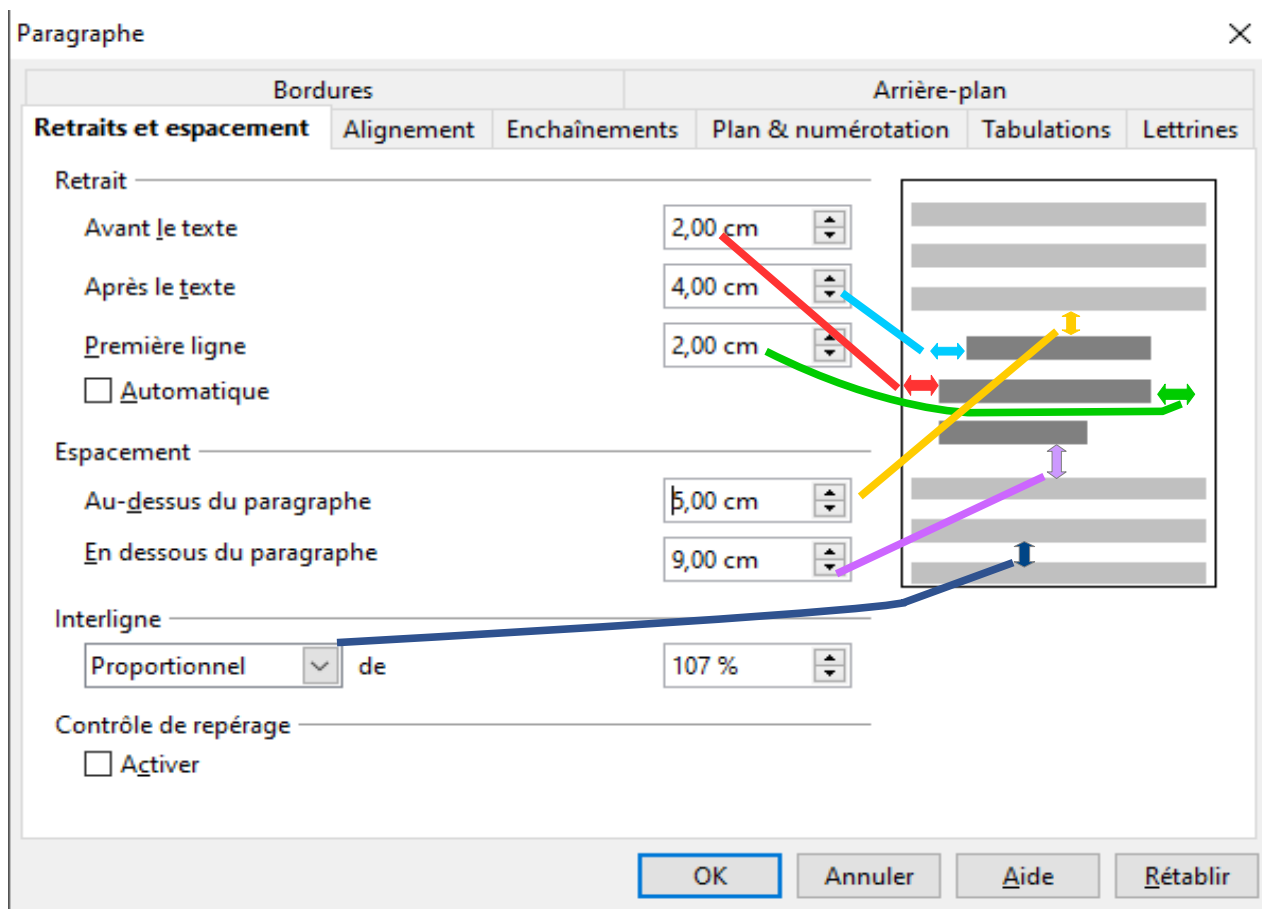 Paragraphe
Bordures Arrière-plan
Retraits et espacement Alignement Enchaînements Plan & numérotation Tabulations Lettrines
Retrait
Avant le texte 2,00 cm
Après le texte 4,00 cm
Première ligne 2,00 cm
Automatique
Espacement
Au-dessus du paragraphe 5,00 cm
En dessous du paragraphe 9,00 cm
Interligne
Proportionnel de 107 %
Contrôle de repérage
Activer
OK Annuler Aide Rétablir